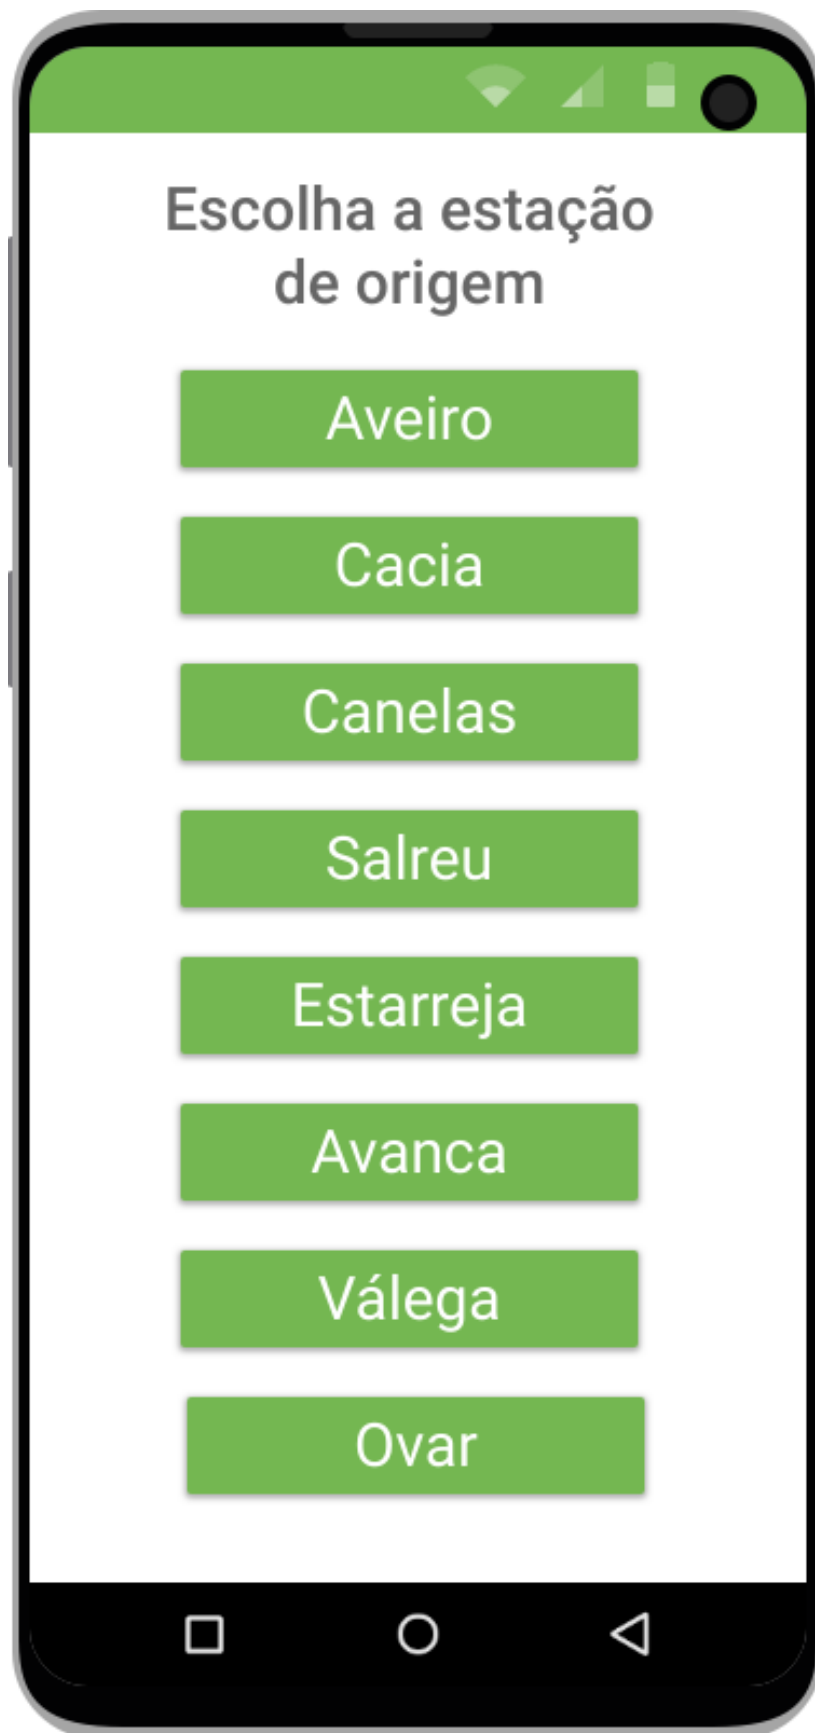 Escolha a estação
de origem
Aveiro
Cacia
Canelas
Salreu
Estarreja
Avanca
Válega
Ovar